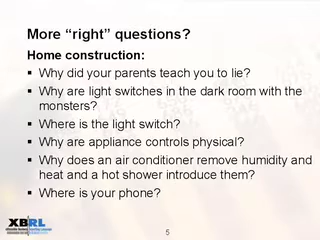 More “right” questions?
Home construction:
▪ Why did your parents teach you to lie?
▪ Why are light switches in the dark room with the
monsters?
▪ Where is the light switch?
▪ Why are appliance controls physical?
▪ Why does an air conditioner remove humidity and
heat and a hot shower introduce them?
▪ Where is your phone?
XBRL
5